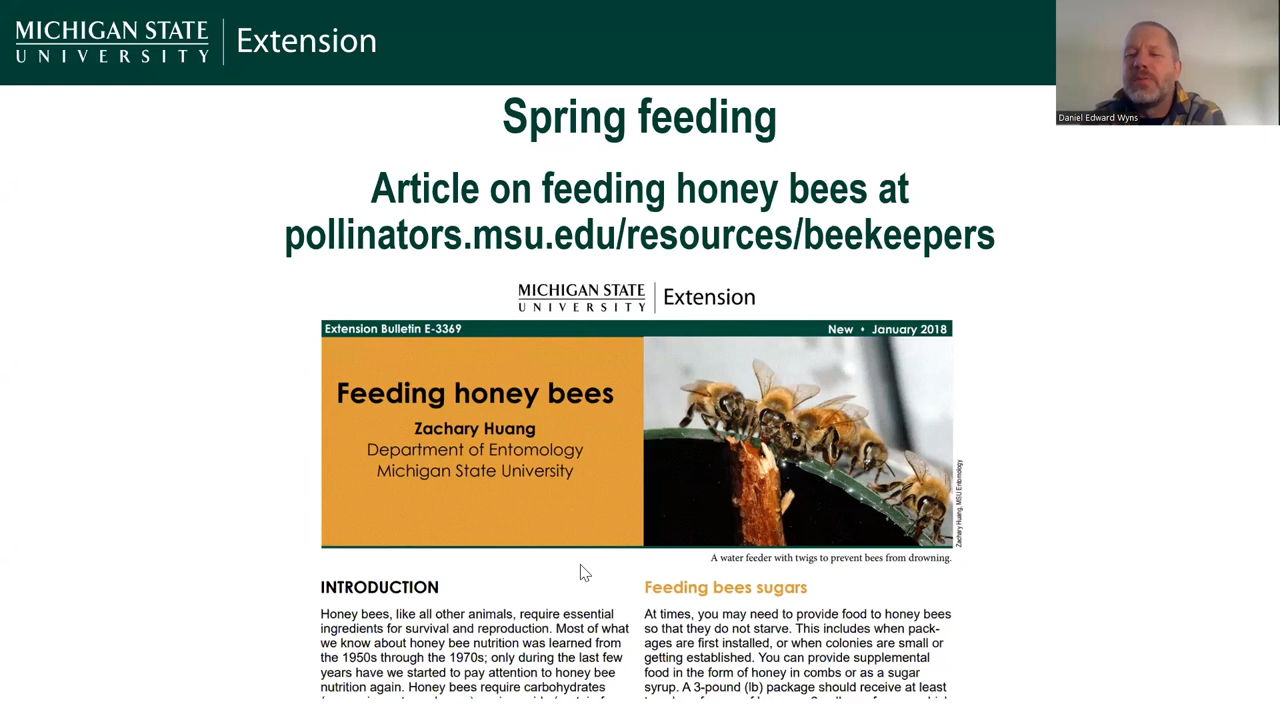 MICHIGAN STATE
UNIVERSITY
Extension
Daniel Edward Wyns
Spring feeding
Article on feeding honey bees at
pollinators.msu.edu/resources/beekeepers
MICHIGAN STATE
UNIVERSITY
Extension
Extension Bulletin E-3369
New • January 2018
Feeding honey bees
Zachary Huang
Department of Entomology
Michigan State University
Zachary Huang, MSU Entomology
A water feeder with twigs to prevent bees from drowning.
INTRODUCTION
Honey bees, like all other animals, require essential
ingredients for survival and reproduction. Most of what
we know about honey bee nutrition was learned from
the 1950s through the 1970s; only during the last few
years have we started to pay attention to honey bee
nutrition again. Honey bees require carbohydrates
Feeding bees sugars
At times, you may need to provide food to honey bees
so that they do not starve. This includes when pack-
ages are first installed, or when colonies are small or
getting established. You can provide supplemental
food in the form of honey in combs or as a sugar
syrup. A 3-pound (lb) package should receive at least